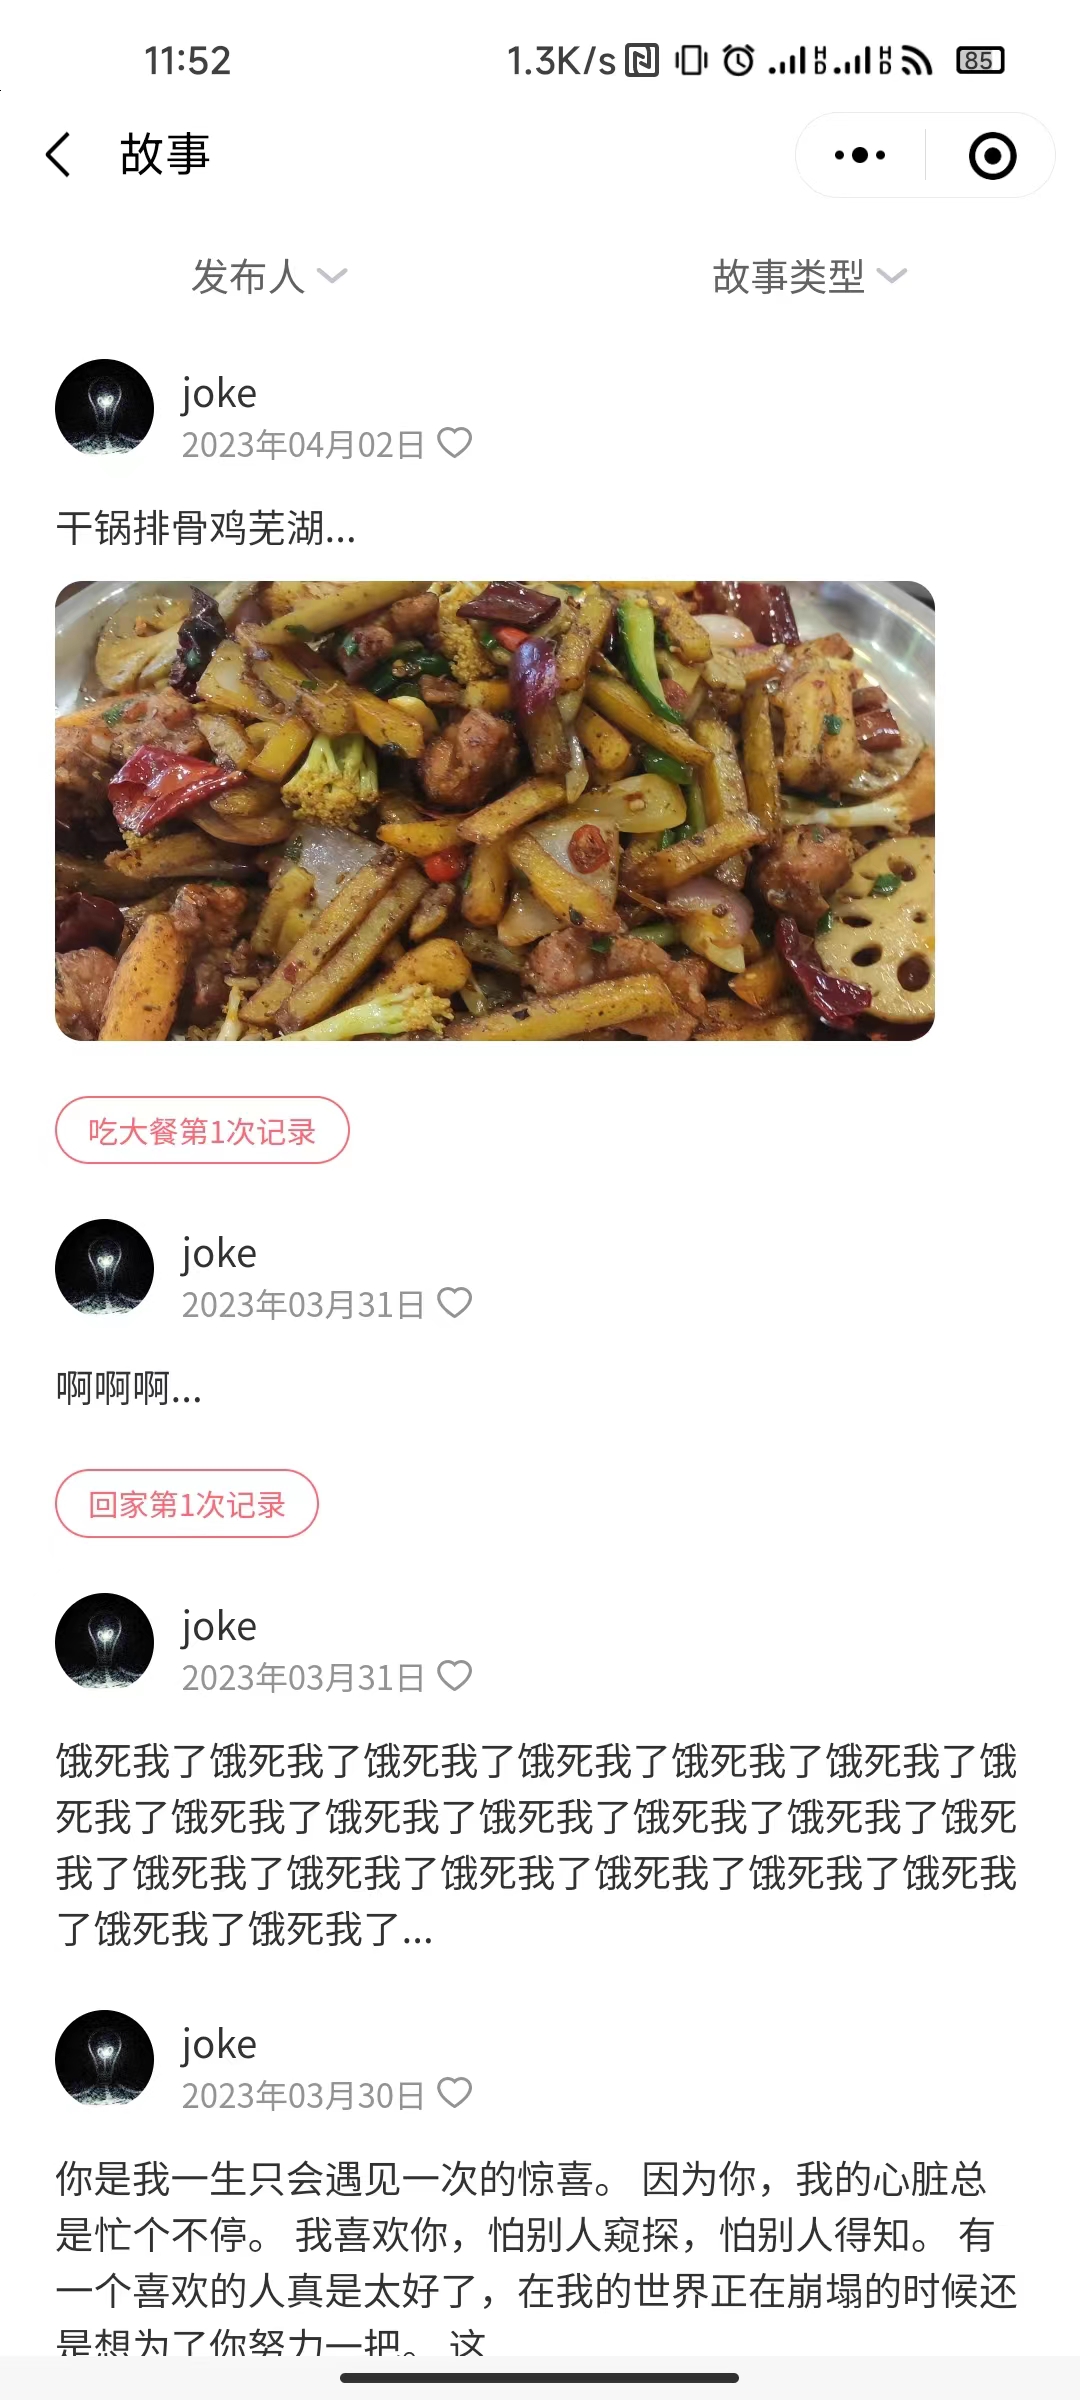 11:52
1.3K/s
85
故事
发布人
故事类型
joke
2023年04月02日
干锅排骨鸡芜湖...
吃大餐第1次记录
joke
2023年03月31日
啊啊啊...
回家第1次记录
joke
2023年03月31日
饿死我了饿死我了饿死我了饿死我了饿死我了饿死我了饿
死我了饿死我了饿死我了饿死我了饿死我了饿死我了饿死
我了饿死我了饿死我了饿死我了饿死我了饿死我了饿死我
了饿死我了饿死我了...
joke
2023年03月30日
你是我一生只会遇见一次的惊喜。 因为你，我的心脏总
是忙个不停。 我喜欢你，怕别人窥探，怕别人得知。 有
一个喜欢的人真是太好了，在我的世界正在崩塌的时候还
是想为了你努力一把。 这